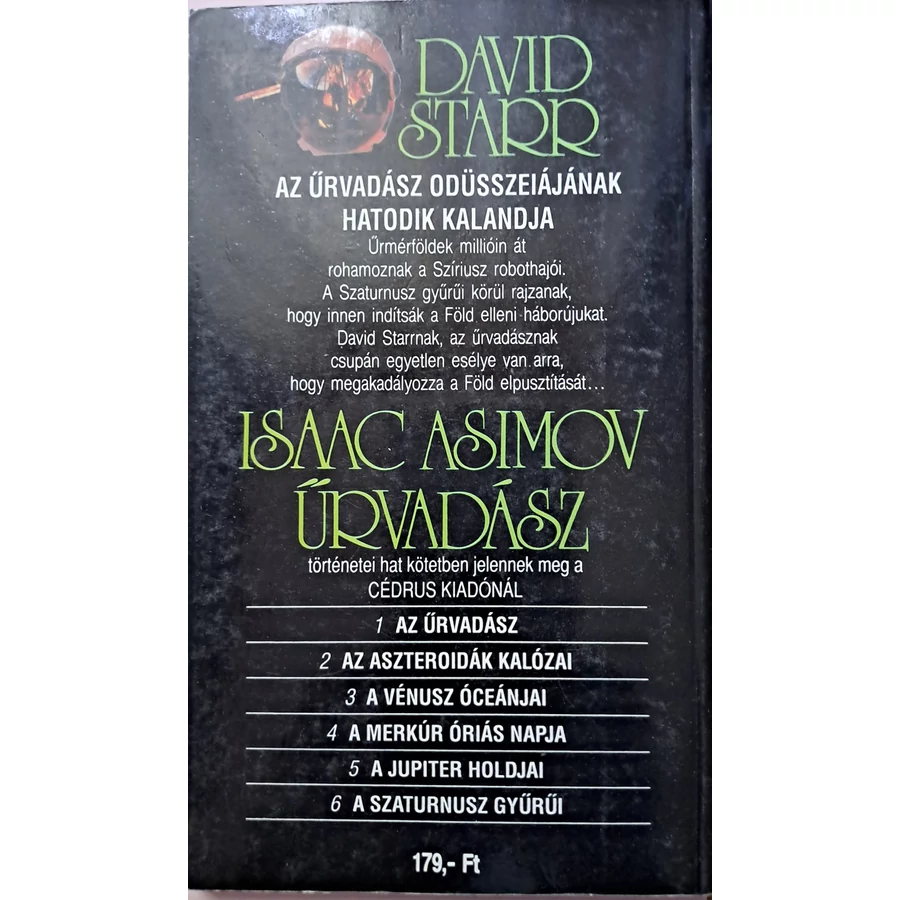 DAVID
STARR
AZ ŰRVADÁSZ ODÜSSZEIÁJÁNAK
HATODIK KALANDJA
Űrmérföldek millióin át
rohamoznak a Szíriusz robothajói.
A Szaturnusz gyűrűi körül rajzanak,
hogy innen indítsák a Föld elleni háborújukat.
David Starrnak, az űrvadásznak
csupán egyetlen esélye van arra,
hogy megakadályozza a Föld elpusztítását...
ISAAC ASIMOV
ŰRVADÁSZ
történetei hat kötetben jelennek meg a
CÉDRUS KIADÓNÁL
1 AZ ŰRVADÁSZ
2 AZ ASZTEROIDÁK KALÓZAI
3 A VÉNUSZ ÓCEÁNJAI
4 A MERKÚR ÓRIÁS NAPJA
5 A JUPITER HOLDJAI
6 A SZATURNUSZ GYŰRŰI
179,- Ft